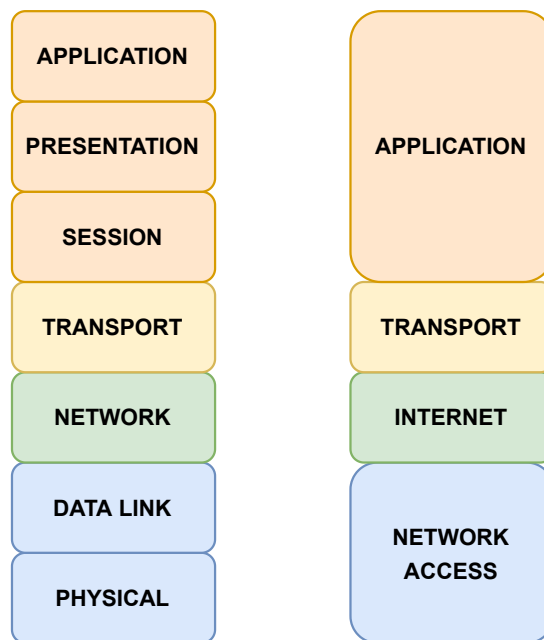 APPLICATION
PRESENTATION
SESSION
TRANSPORT
NETWORK
DATA LINK
PHYSICAL
APPLICATION
TRANSPORT
INTERNET
NETWORK
ACCESS